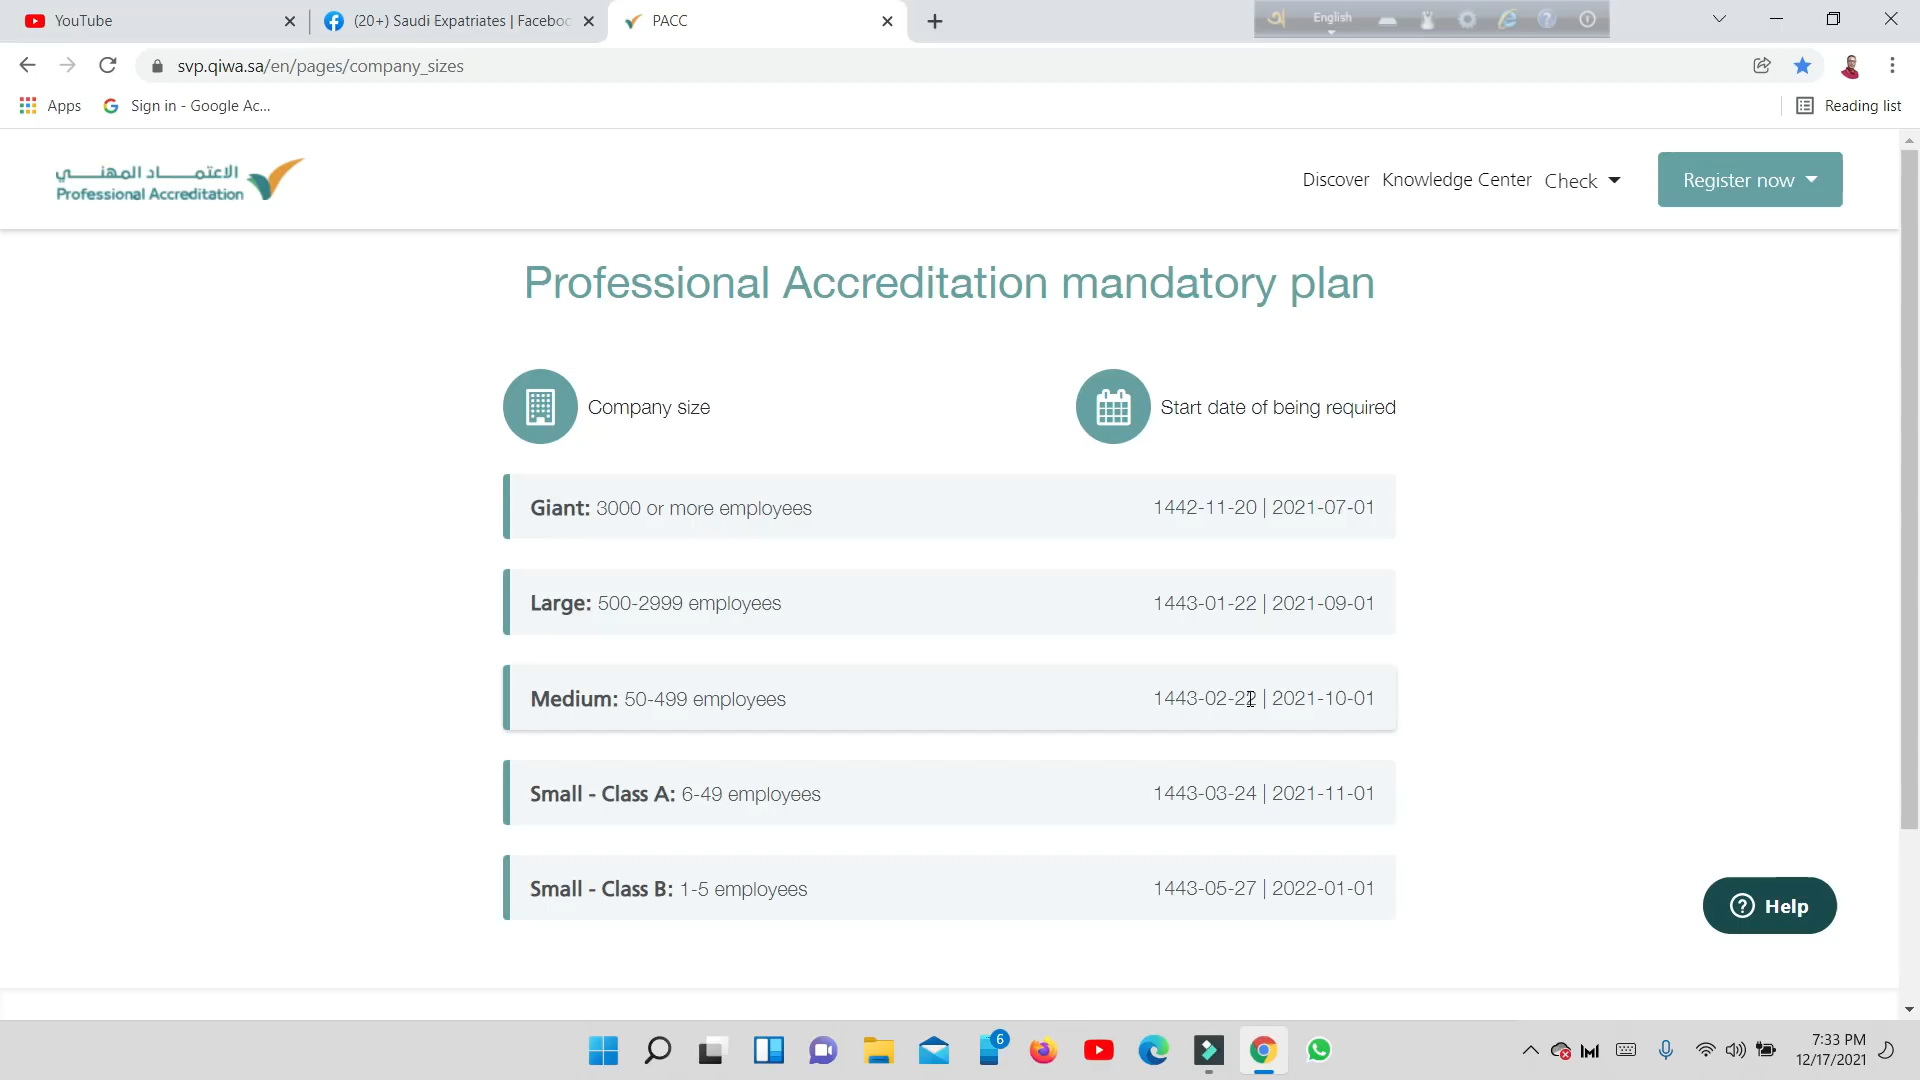 YouTube
(20+) Saudi Expatriates | Faceboc
PACC
English
svp.qiwa.sa/en/pages/company_sizes
Apps
Sign in - Google Ac...
Reading list
الاعتمـــاد المهنـــي
Professional Accreditation
Discover
Knowledge Center
Check
Register now
Professional Accreditation mandatory plan
Company size
Start date of being required
Giant: 3000 or more employees
1442-11-20 | 2021-07-01
Large: 500-2999 employees
1443-01-22 | 2021-09-01
Medium: 50-499 employees
1443-02-22 | 2021-10-01
Small - Class A: 6-49 employees
1443-03-24 | 2021-11-01
Small - Class B: 1-5 employees
1443-05-27 | 2022-01-01
Help
6
7:33 PM
12/17/2021